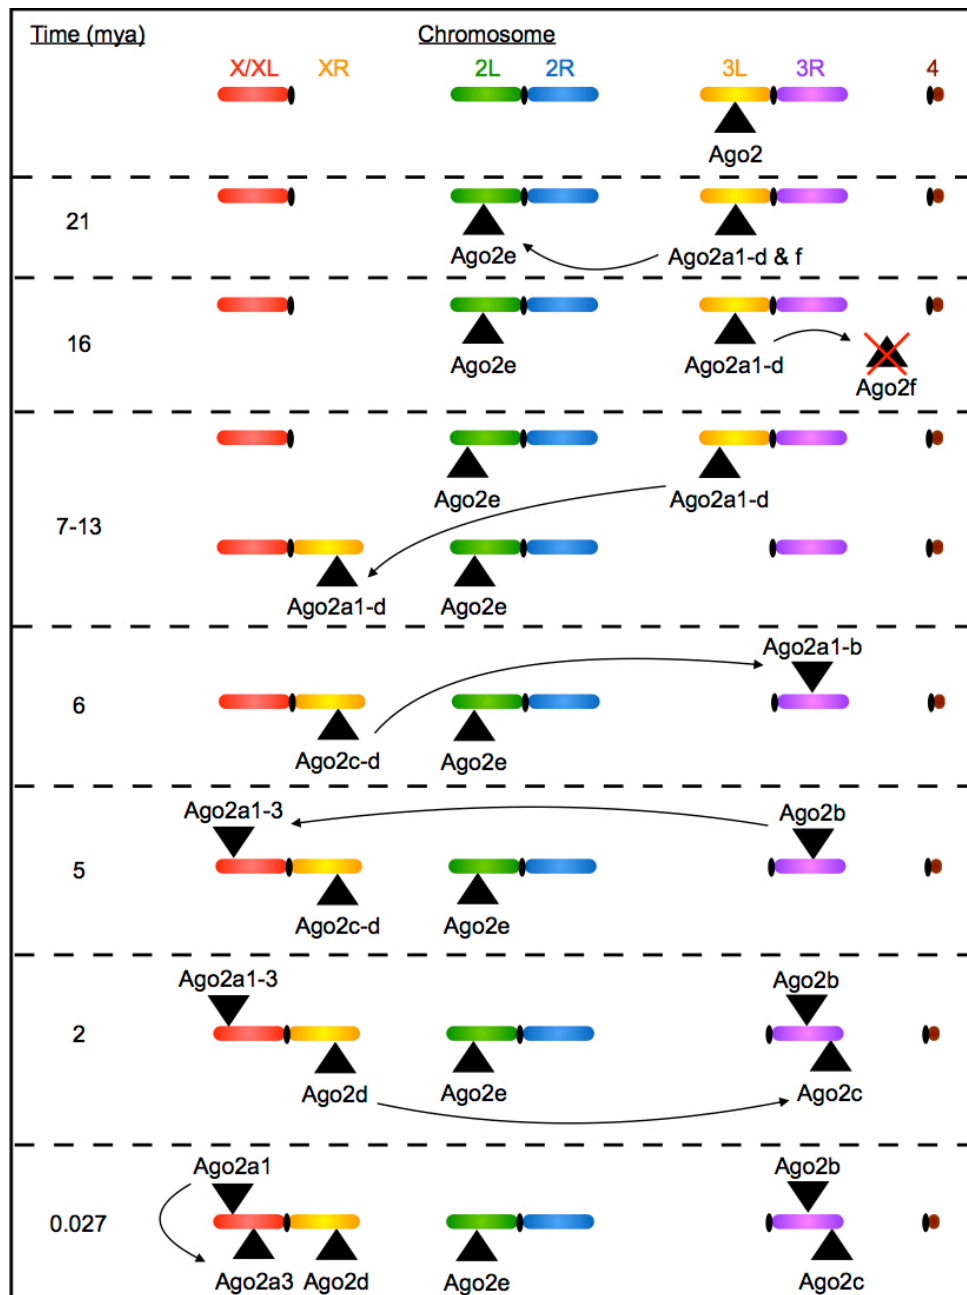 Time (mya) Chromosome
X/XL XR 2L 2R 3L 3R 4
Ago2
21
Ago2e Ago2a1-d & f
16
Ago2e Ago2a1-d
Ago2f
Ago2e Ago2a1-d
7-13
Ago2a1-d Ago2e
Ago2a1-b
6
Ago2c-d Ago2e
Ago2a1-3 Ago2b
5
Ago2c-d Ago2e
Ago2a1-3 Ago2b
2
Ago2d Ago2e Ago2c
Ago2a1 Ago2b
0.027
Ago2a3 Ago2d Ago2e Ago2c